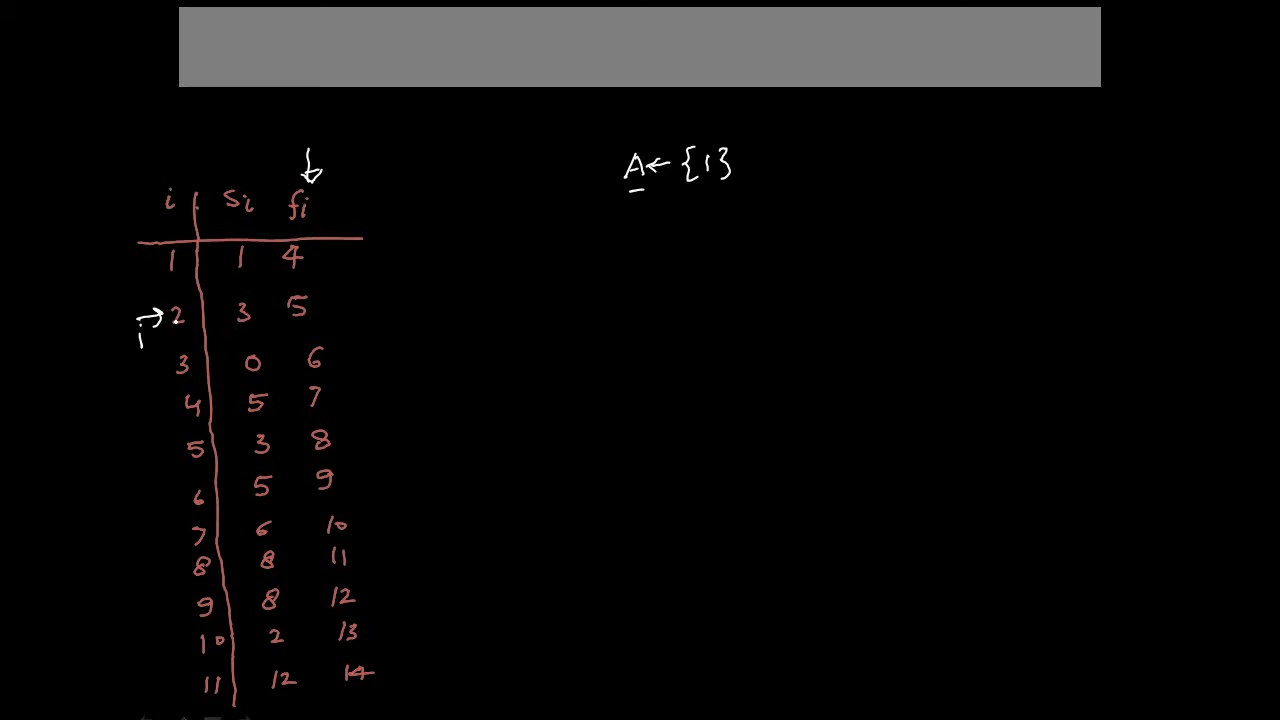 A ← {1}
i si fi
1 1 4
2 3 5
i
3 0 6
4 5 7
5 3 8
6 5 9
7 6 10
8 8 11
9 8 12
10 2 13
11 12 14